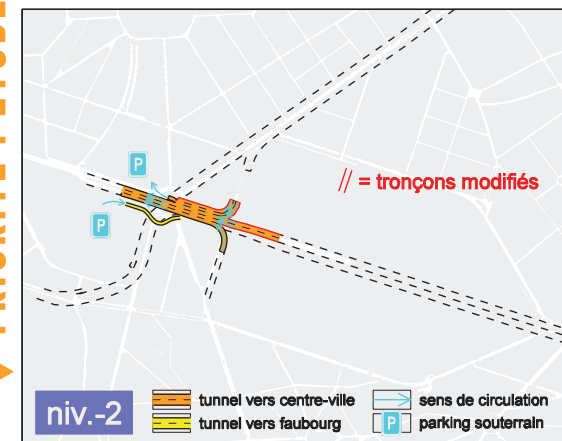 P
// = tronçons modifiés
P
niv.-2
tunnel vers centre-ville
sens de circulation
tunnel vers faubourg
P parking souterrain